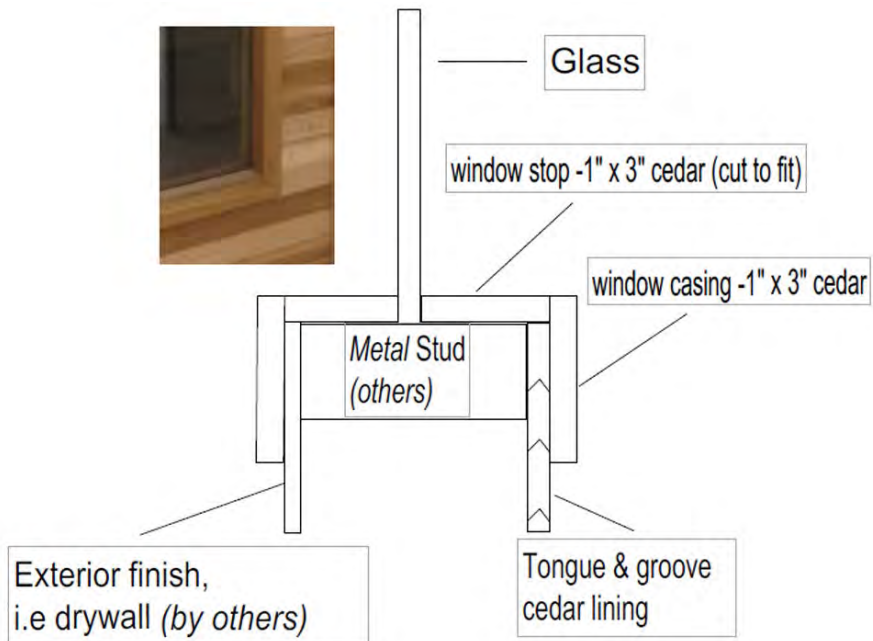 Glass
window stop -1" x 3" cedar (cut to fit)
window casing -1" x 3" cedar
Metal Stud
(others)
Exterior finish,
i.e drywall (by others)
Tongue & groove
cedar lining